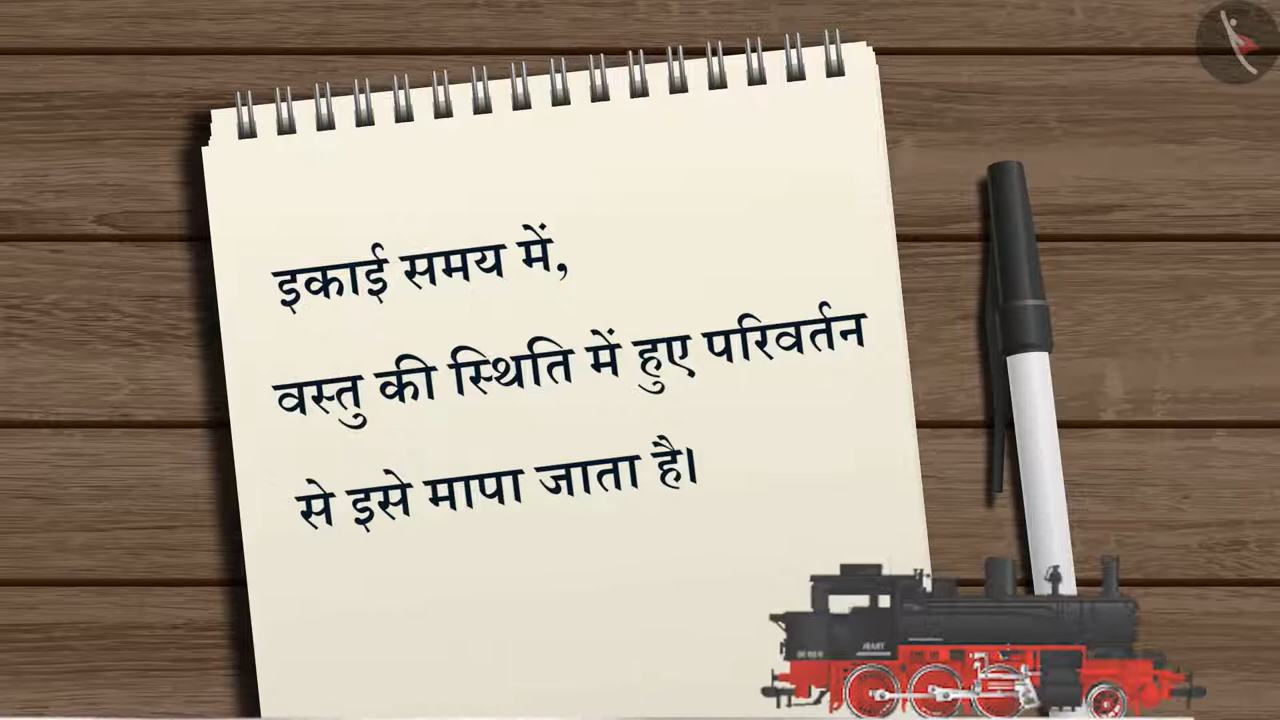 इकाई समय में,
वस्तु की स्थिति में हुए परिवर्तन
से इसे मापा जाता है।